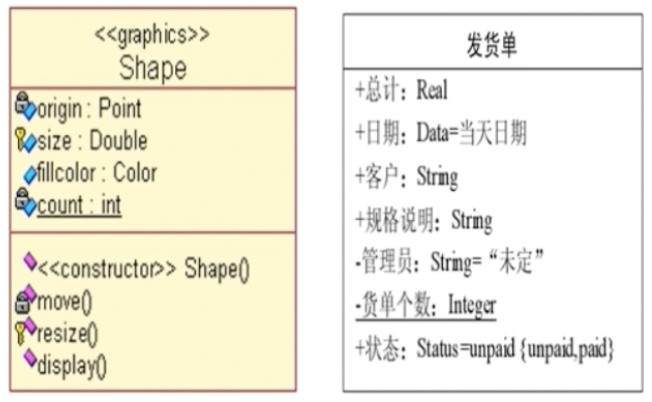 <<graphics>>
Shape
origin : Point
size : Double
fillcolor : Color
count : int
<<constructor>> Shape()
move()
resize()
display()
发货单
+总计：Real
+日期：Data=当天日期
+客户：String
+规格说明：String
-管理员：String=“未定”
-货单个数：Integer
+状态：Status=unpaid {unpaid,paid}